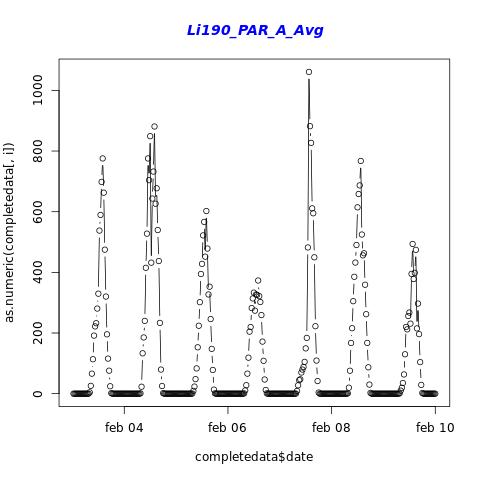 Li190_PAR_A_Avg
as.numeric(completedata[, i])
1000
800
600
400
200
0
feb 04 feb 06 feb 08 feb 10
completedata$date